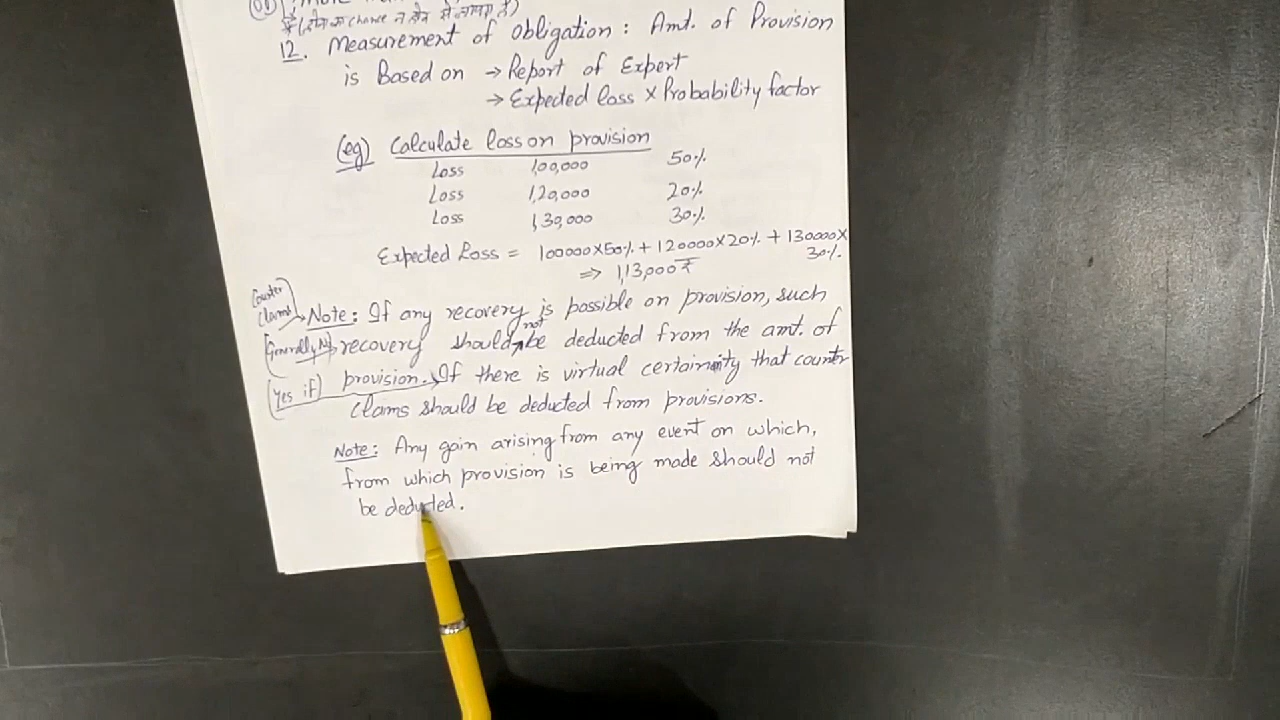 (होने का chance न होने से ज्यादा है)
12. Measurement of Obligation : Amt. of Provision
is Based on → Report of Expert
→ Expected loss × Probability factor
(eg) Calculate loss on provision
Loss 1,00,000 50%
Loss 1,20,000 20%
Loss 1,30,000 30%
Expected Loss = 100000×50% + 120000×20% + 130000×
30%.
⇒ 1,13,000₹
Counter
Claims → Note: If any recovery is possible on provision, such
[Generally N] recovery should not be deducted from the amt. of
(Yes if) provision. If there is virtual certainity that counter
clams should be deducted from provisions.
Note: Any gain arising from any event on which,
from which provision is being made should not
be deducted.